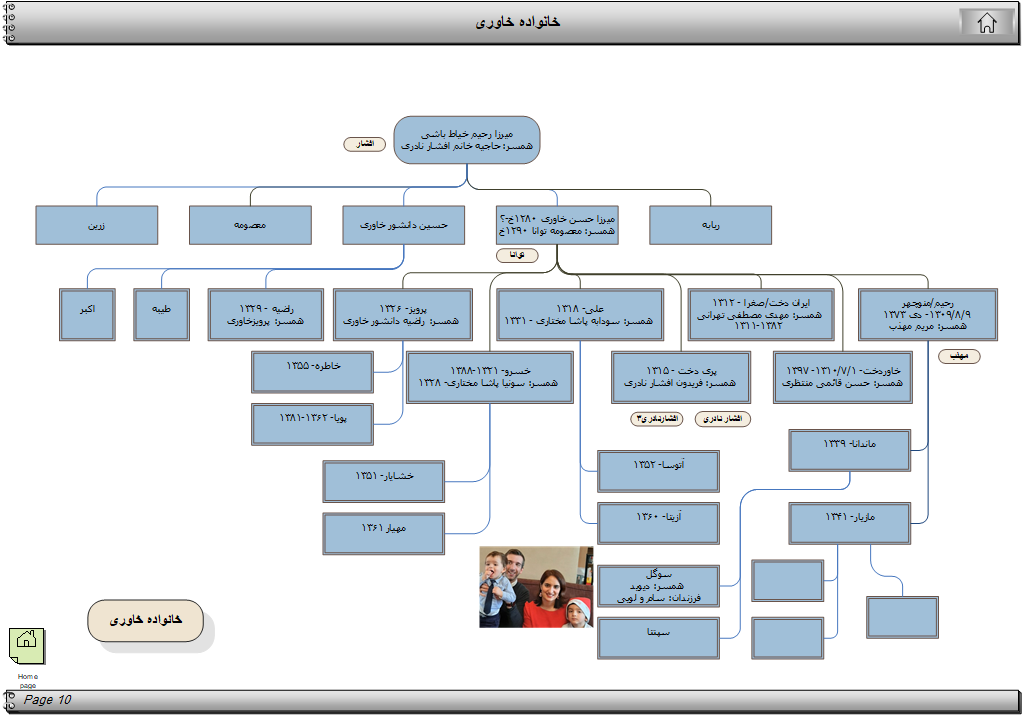 خانواده خاوری
میرزا رحیم خیاط باشی
همسر: حاجیه خانم افشار نادری
افشار
ربابه
میرزا حسن خاوری ۱۲۸۰خ-؟
همسر: معصومه توانا ۱۲۹۰خ
حسین دانشور خاوری
معصومه
زرین
توانا
رحیم/منوچهر
۱۳۰۹/۸/۹- دی ۱۳۷۳
همسر: مریم مهذب
ایران دخت/صغرا - ۱۳۱۲
همسر: مهدی مصطفی تهرانی
۱۳۱۱-۱۳۸۲
علی- ۱۳۱۸
همسر: سودابه پاشا مختاری - ۱۳۳۱
پرویز- ۱۳۲۶
همسر: راضیه دانشور خاوری
راضیه - ۱۳۲۹
همسر: پرویزخاوری
طیبه
اکبر
مهذب
خاوردخت- ۱۳۱۰/۷/۱- ۱۳۹۷
همسر: حسن قائمی منتظری
پری دخت - ۱۳۱۵
همسر: فریدون افشار نادری
خسرو- ۱۳۲۱-۱۳۸۸
همسر: سونیا پاشا مختاری- ۱۳۲۸
خاطره- ۱۳۵۵
پویا- ۱۳۶۲-۱۳۸۱
افشار نادری
افشارنادری۳
ماندانا- ۱۳۳۹
آتوسا- ۱۳۵۲
خشایار- ۱۳۵۱
مازیار- ۱۳۴۱
آزیتا- ۱۳۶۰
مهیار ۱۳۶۱
سوگل
همسر: دیوید
فرزندان: سام و لویی
سپنتا
خانواده خاوری
Home
page
Page 10